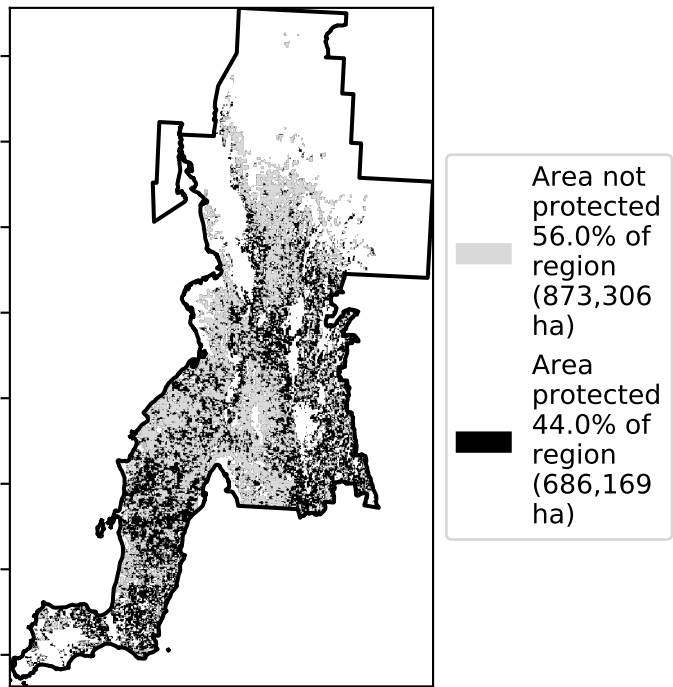 Area not
protected
56.0% of
region
(873,306
ha)
Area
protected
44.0% of
region
(686,169
ha)